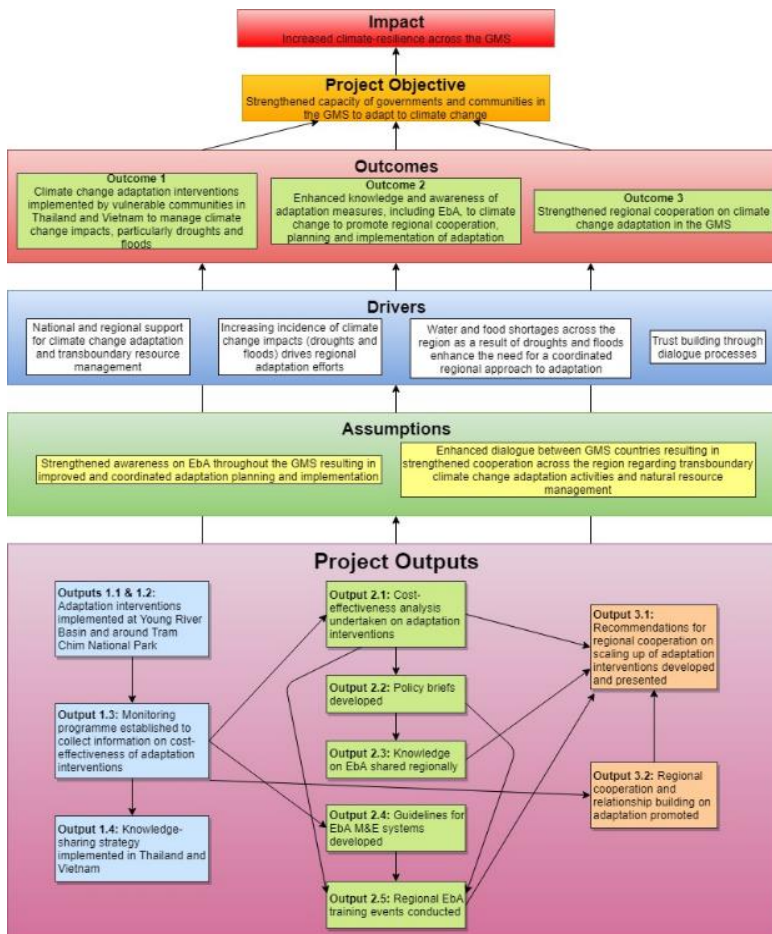 Impact
Increased climate-resilience across the GMS
Project Objective
Strengthened capacity of governments and communities in
the GMS to adapt to climate change
Outcomes
Outcome 1
Climate change adaptation interventions
implemented by vulnerable communities in
Thailand and Vietnam to manage climate
change impacts, particularly droughts and
floods
Outcome 2
Enhanced knowledge and awareness of
adaptation measures, including EbA, to climate
change to promote regional cooperation,
planning and implementation of adaptation
Outcome 3
Strengthened regional cooperation on climate
change adaptation in the GMS
Drivers
National and regional support
for climate change adaptation
and transboundary resource
management
Increasing incidence of climate
change impacts (droughts and
floods) drives regional
adaptation efforts
Water and food shortages across the
region as a result of droughts and floods
enhance the need for a coordinated
regional approach to adaptation
Trust building through
dialogue processes
Assumptions
Strengthened awareness on EbA throughout the GMS resulting in
improved and coordinated adaptation planning and implementation
Enhanced dialogue between GMS countries resulting in
strengthened cooperation across the region regarding transboundary
climate change adaptation activities and natural resource
management
Project Outputs
Outputs 1.1 & 1.2:
Adaptation interventions
implemented at Young River
Basin and around Tram
Chim National Park
Output 1.3: Monitoring
programme established to
collect information on cost-
effectiveness of adaptation
interventions
Output 1.4: Knowledge-
sharing strategy
implemented in Thailand and
Vietnam
Output 2.1: Cost-
effectiveness analysis
undertaken on adaptation
interventions
Output 2.2: Policy briefs
developed
Output 2.3: Knowledge
on EbA shared regionally
Output 2.4: Guidelines for
EbA M&E systems
developed
Output 2.5: Regional EbA
training events conducted
Output 3.1:
Recommendations for
regional cooperation on
scaling up of adaptation
interventions developed
and presented
Output 3.2: Regional
cooperation and
relationship building on
adaptation promoted